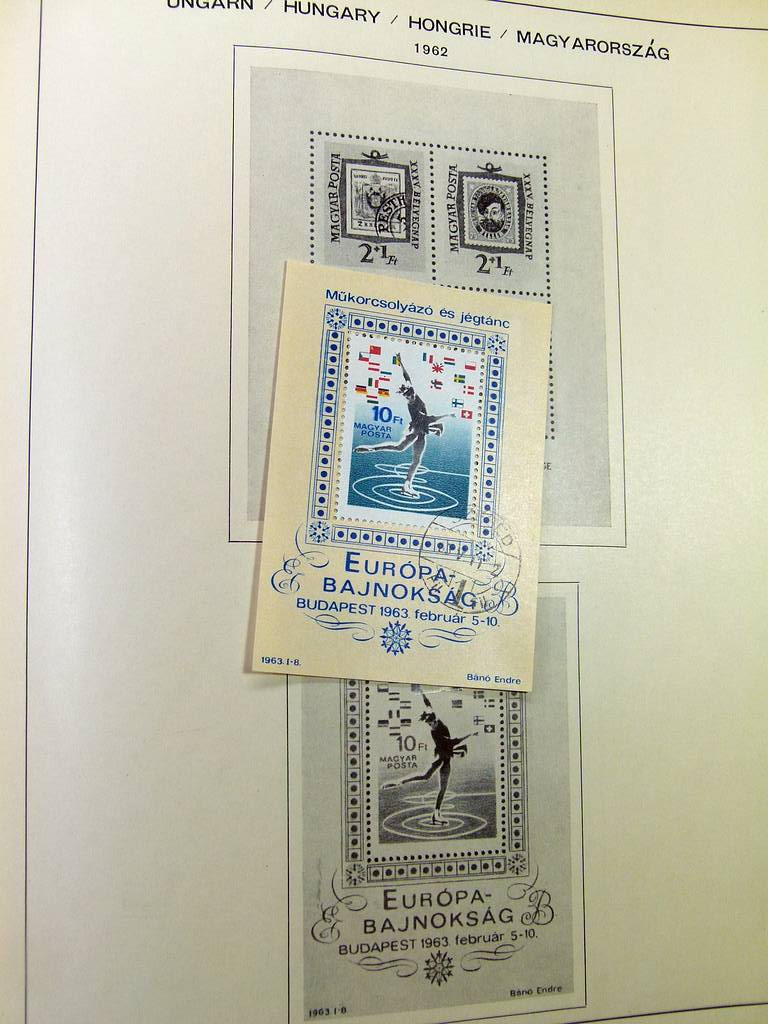 UNGARN / HUNGARY / HONGRIE / MAGYARORSZÁG
1962
MAGYAR POSTA
XXXV. BÉLYEGNAP
2+1 Ft
MAGYAR POSTA
XXXV. BÉLYEGNAP
2+1 Ft
Műkorcsolyázó és jégtánc
10 Ft
MAGYAR
POSTA
EURÓPA-
BAJNOKSÁG
BUDAPEST 1963. február 5-10.
1963. I-8.
Bánó Endre
10 Ft
MAGYAR
POSTA
EURÓPA-
BAJNOKSÁG
BUDAPEST 1963. február 5-10.
1963. I-8.
Bánó Endre